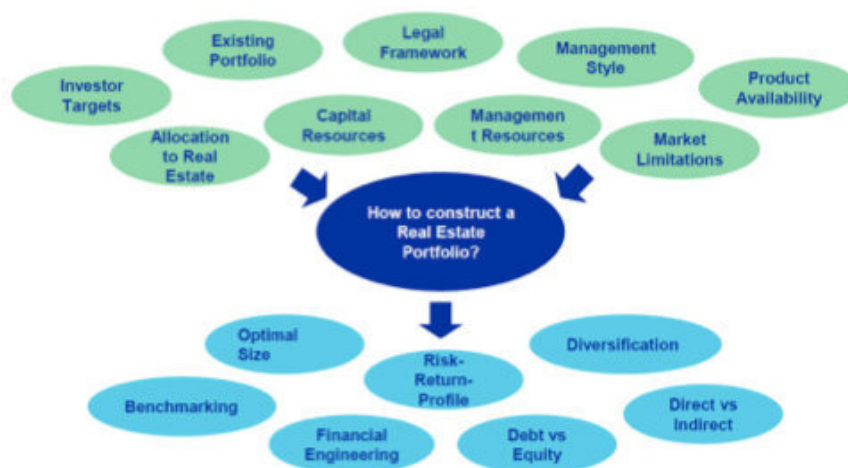 Existing
Portfolio
Legal
Framework
Management
Style
Investor
Targets
Product
Availability
Capital
Resources
Managemen
t Resources
Allocation
to Real
Estate
Market
Limitations
How to construct a
Real Estate
Portfolio?
Optimal
Size
Diversification
Risk-
Return-
Profile
Benchmarking
Direct vs
Indirect
Financial
Engineering
Debt vs
Equity